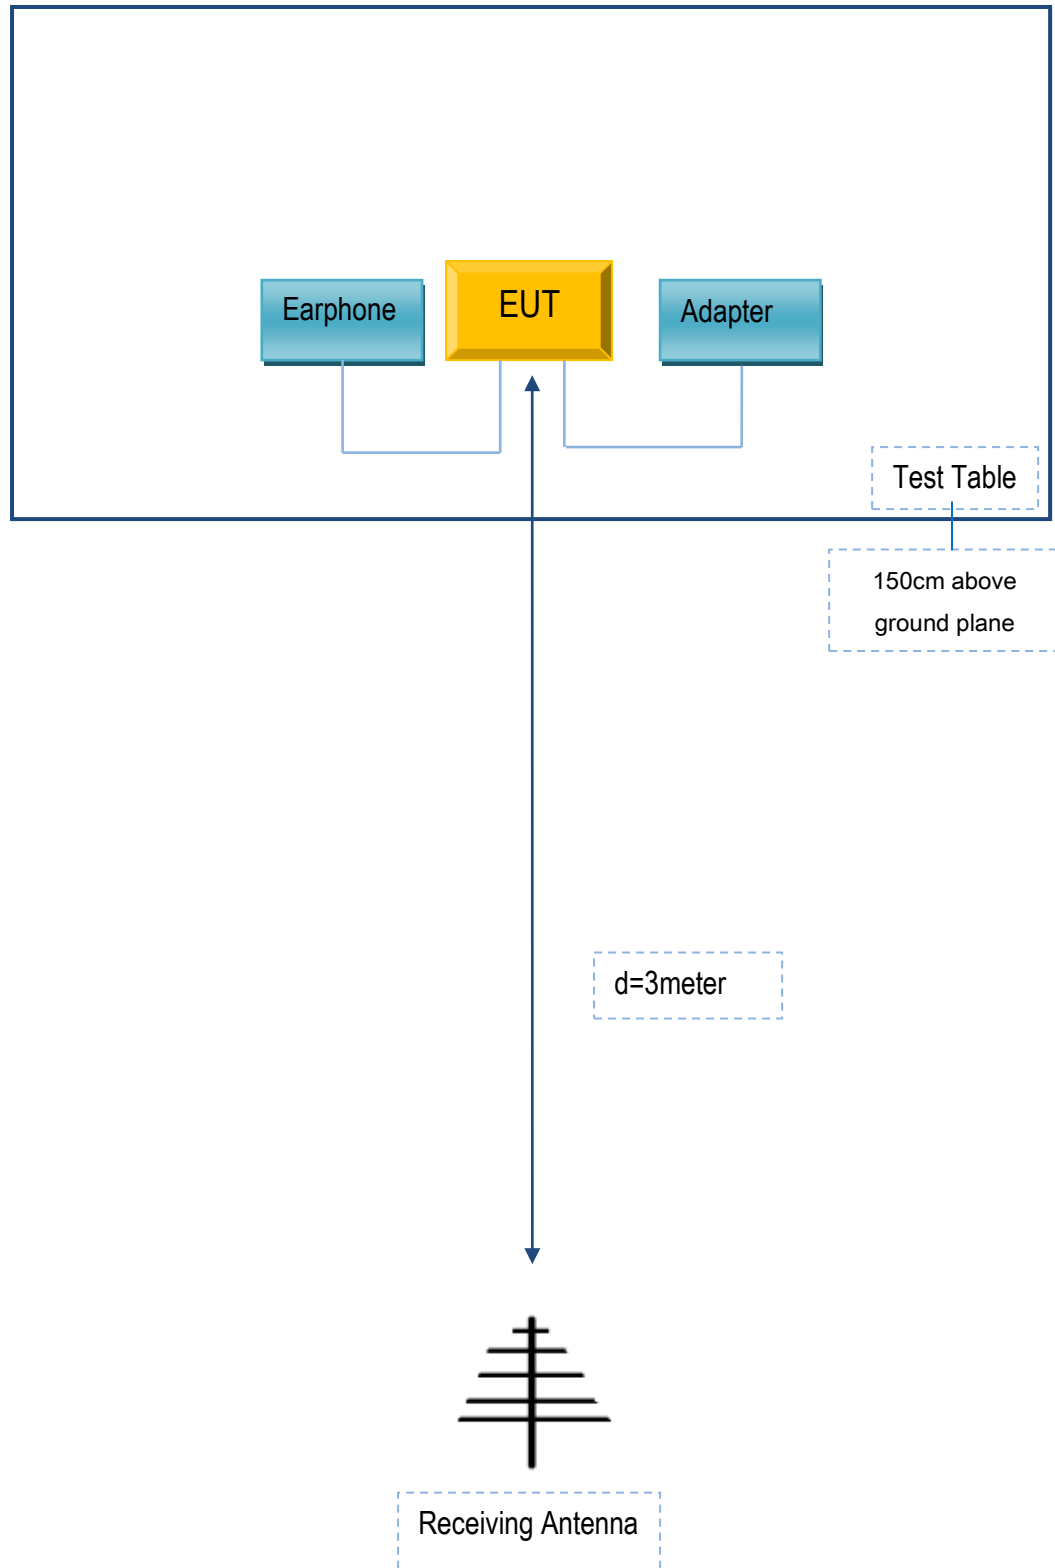 Earphone
EUT
Adapter
Test Table
150cm above
ground plane
d=3meter
Receiving Antenna